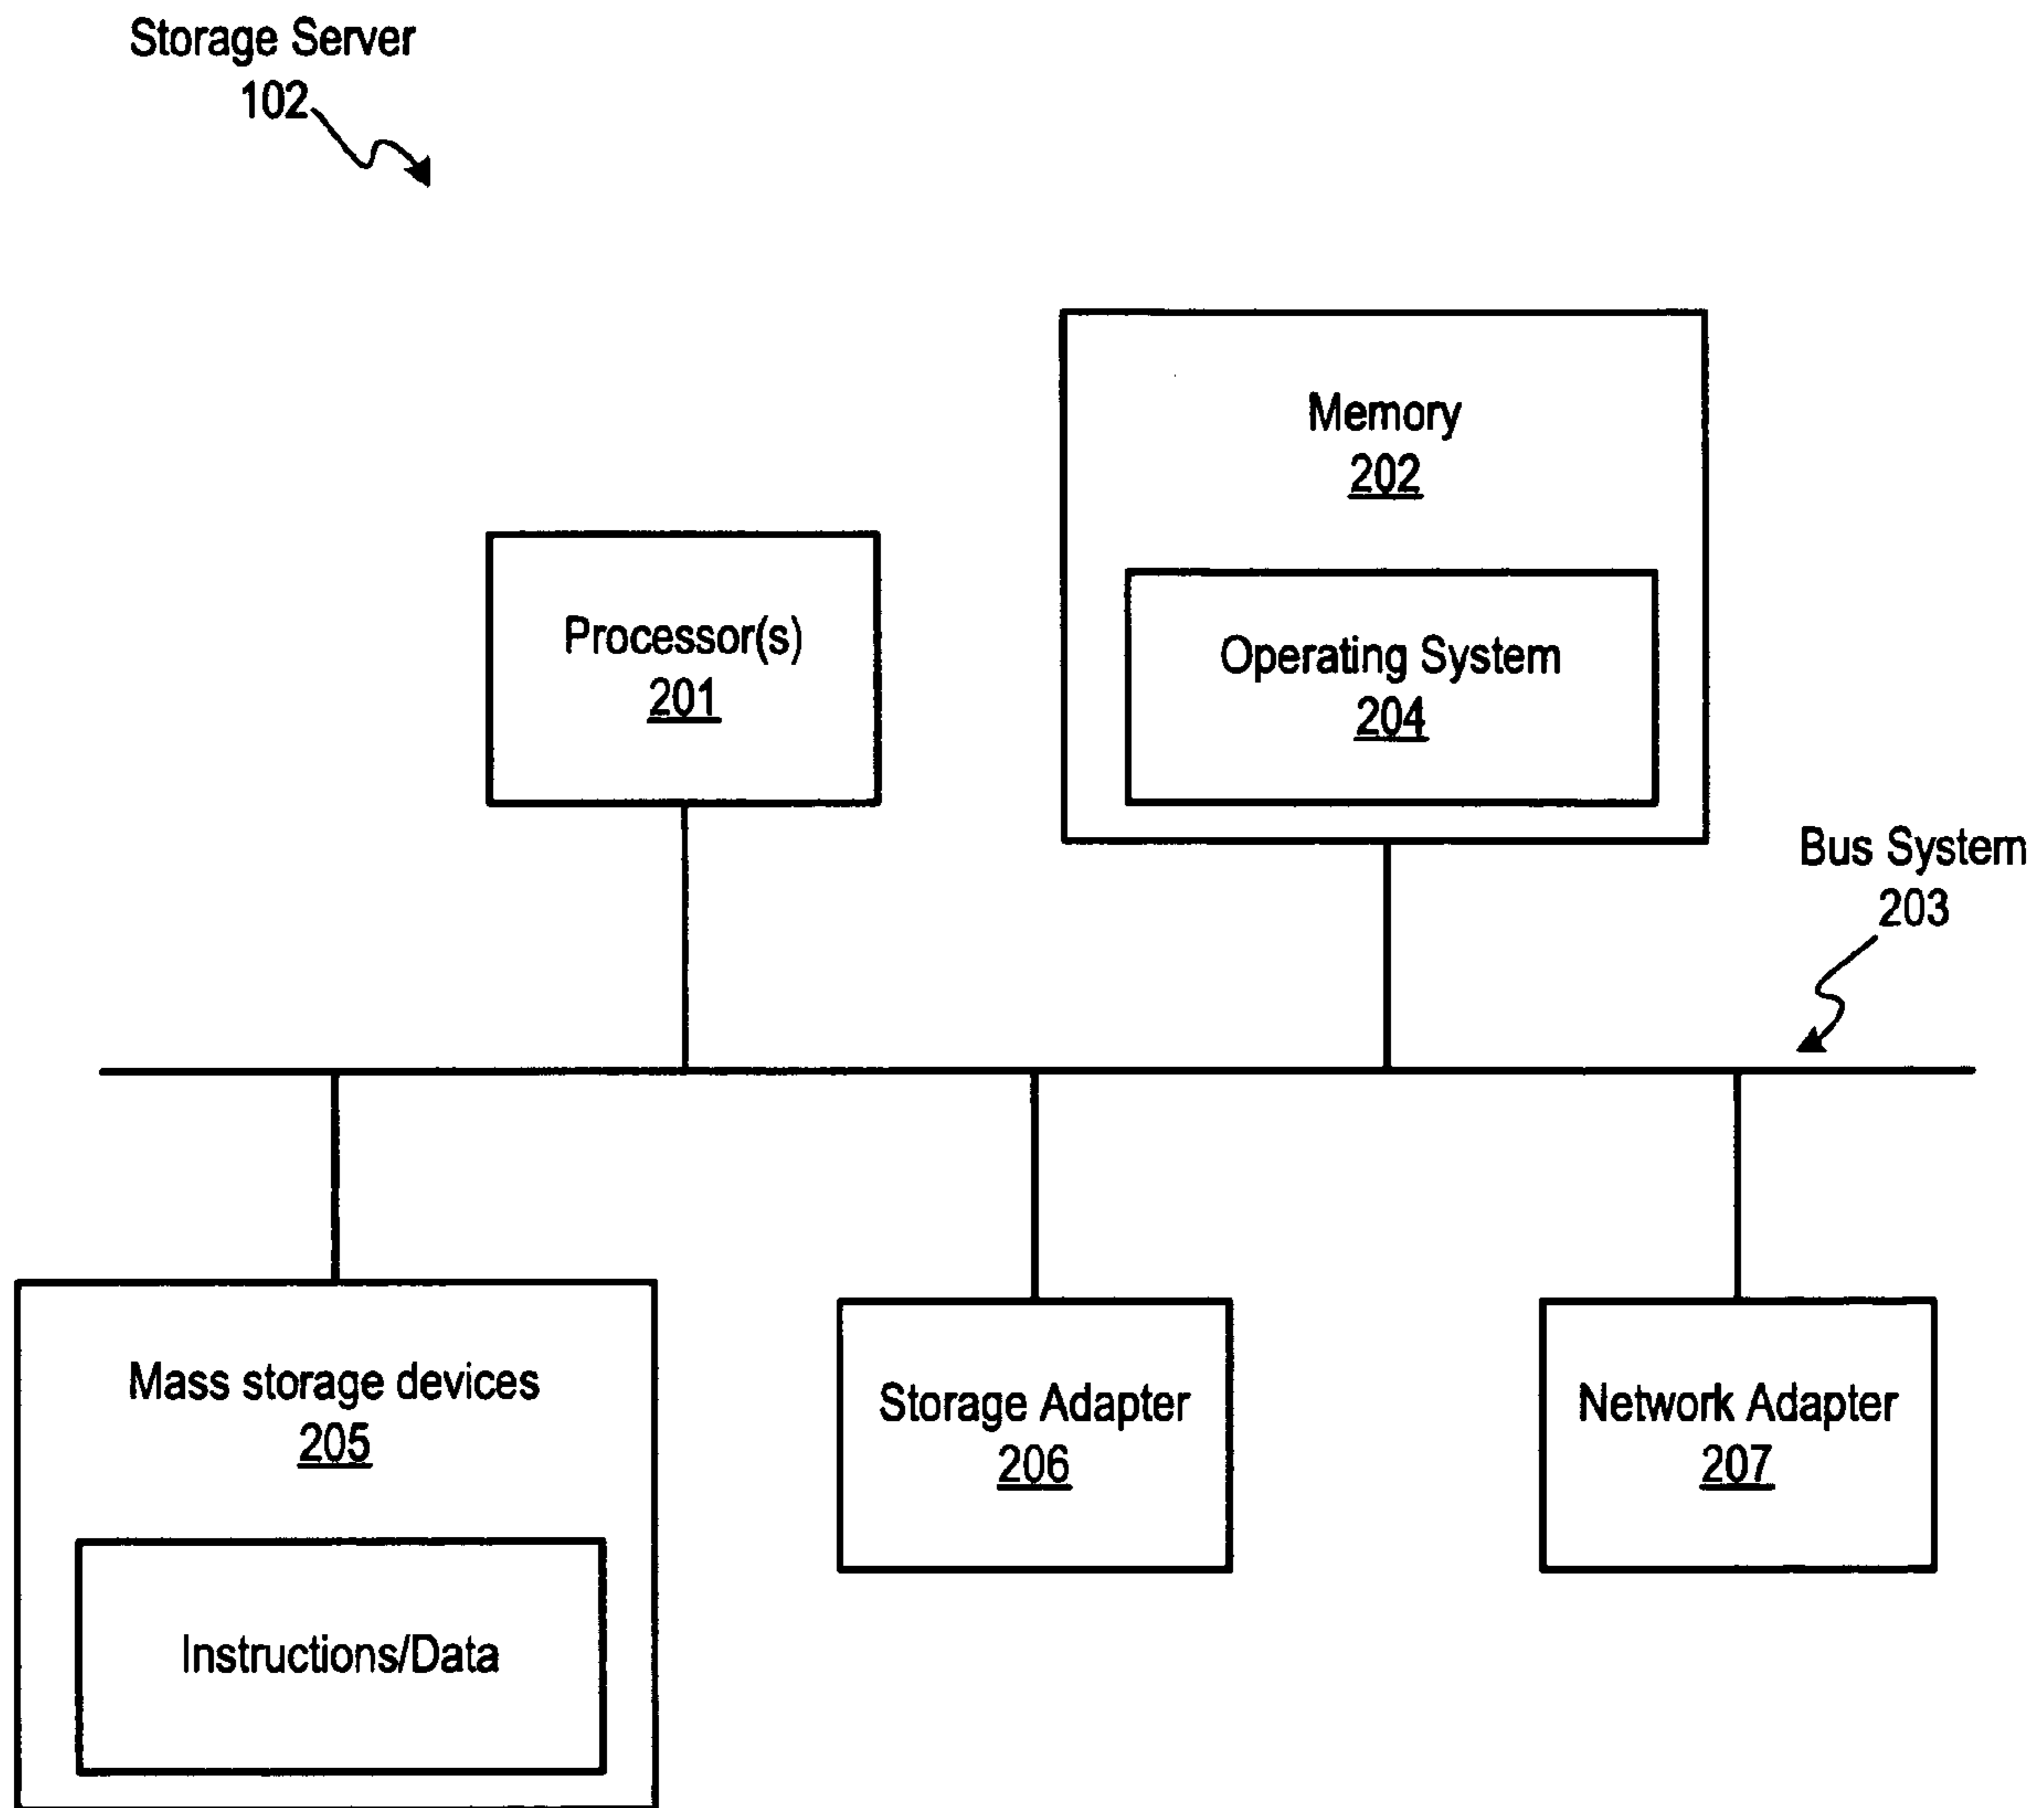 Storage Server
102
Memory
202
Processor(s)
201
Operating System
204
Bus System
203
Mass storage devices
205
Storage Adapter
206
Network Adapter
207
Instructions/Data